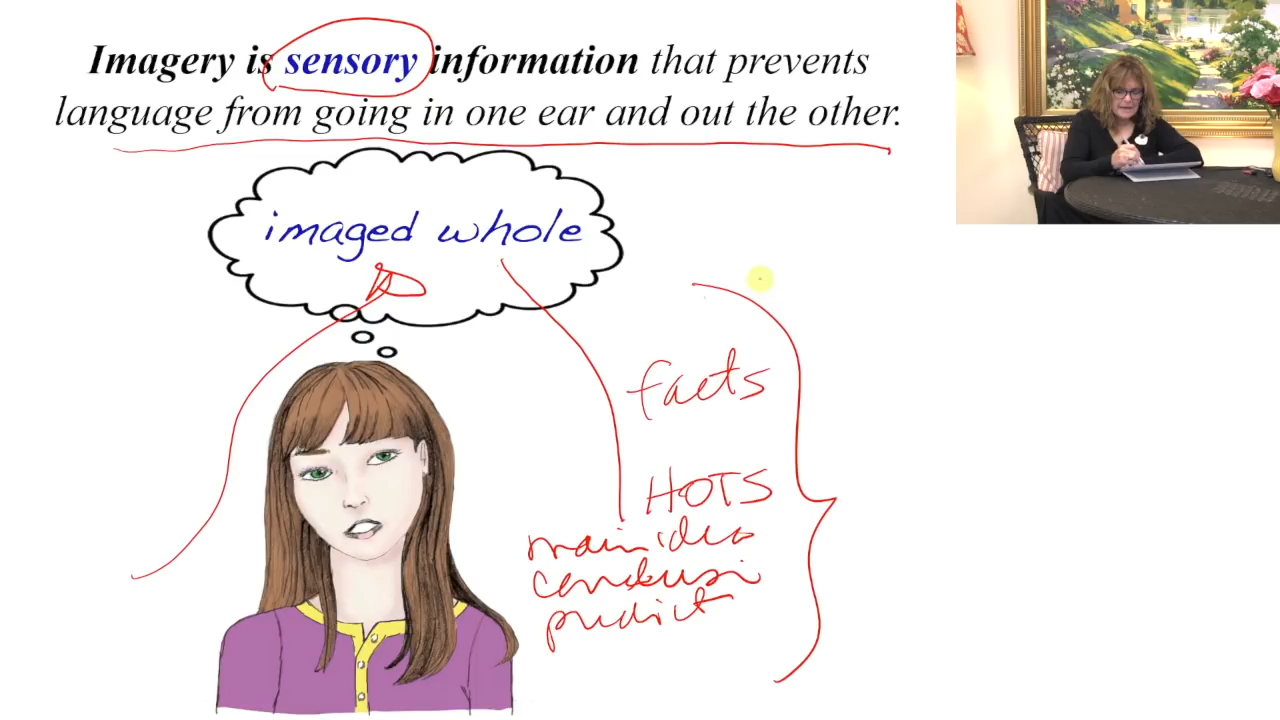 Imagery is sensory information that prevents
language from going in one ear and out the other.
imaged whole
facts
HOTS
main idea
conclusi
predict